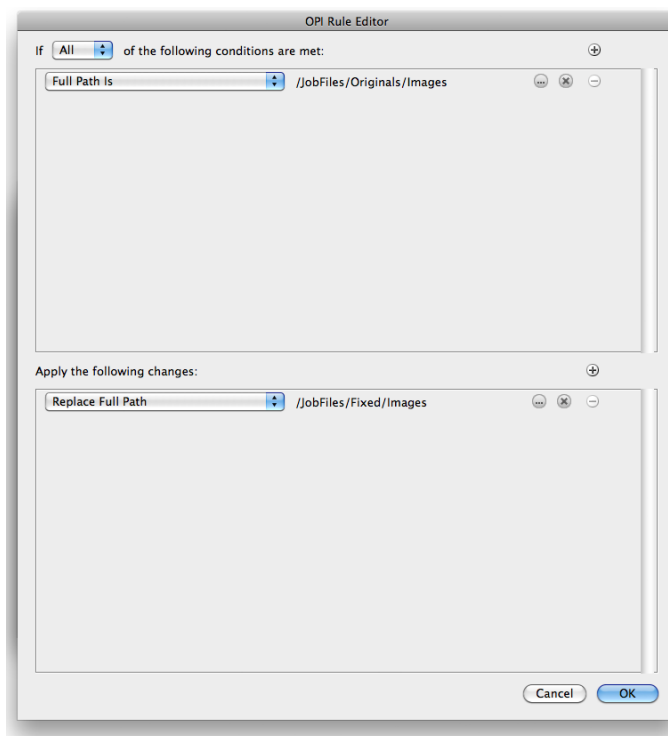 OPI Rule Editor
If All of the following conditions are met:
Full Path Is /JobFiles/Originals/Images
Apply the following changes:
Replace Full Path /JobFiles/Fixed/Images
Cancel OK